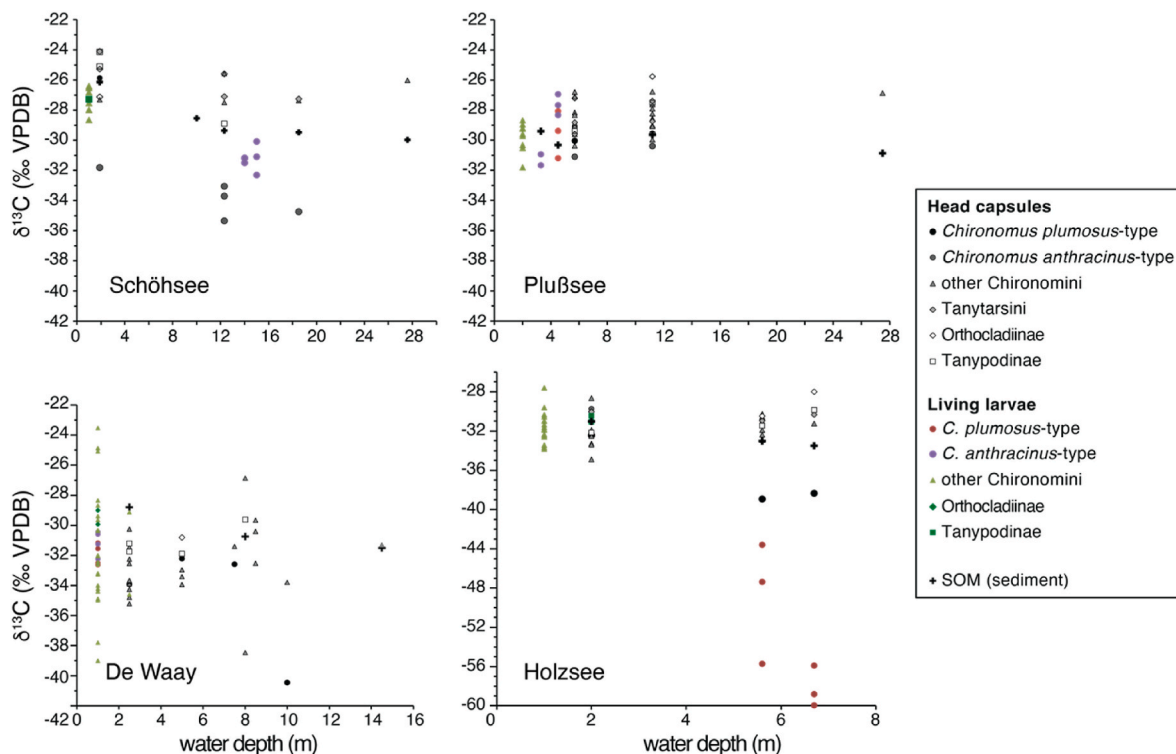 -22
-24
-26
-28
-30
-32
-34
-36
-38
-40
-42
δ¹³C (‰ VPDB)
Schöhsee
0 4 8 12 16 20 24 28
-22
-24
-26
-28
-30
-32
-34
-36
-38
-40
-42
Plußsee
0 4 8 12 16 20 24 28
-22
-24
-26
-28
-30
-32
-34
-36
-38
-40
-42
δ¹³C (‰ VPDB)
De Waay
0 2 4 6 8 10 12 14 16
water depth (m)
-28
-32
-36
-40
-44
-48
-52
-56
-60
Holzsee
0 2 4 6 8
water depth (m)
Head capsules
Chironomus plumosus-type
Chironomus anthracinus-type
other Chironomini
Tanytarsini
Orthocladiinae
Tanypodinae
Living larvae
C. plumosus-type
C. anthracinus-type
other Chironomini
Orthocladiinae
Tanypodinae
SOM (sediment)